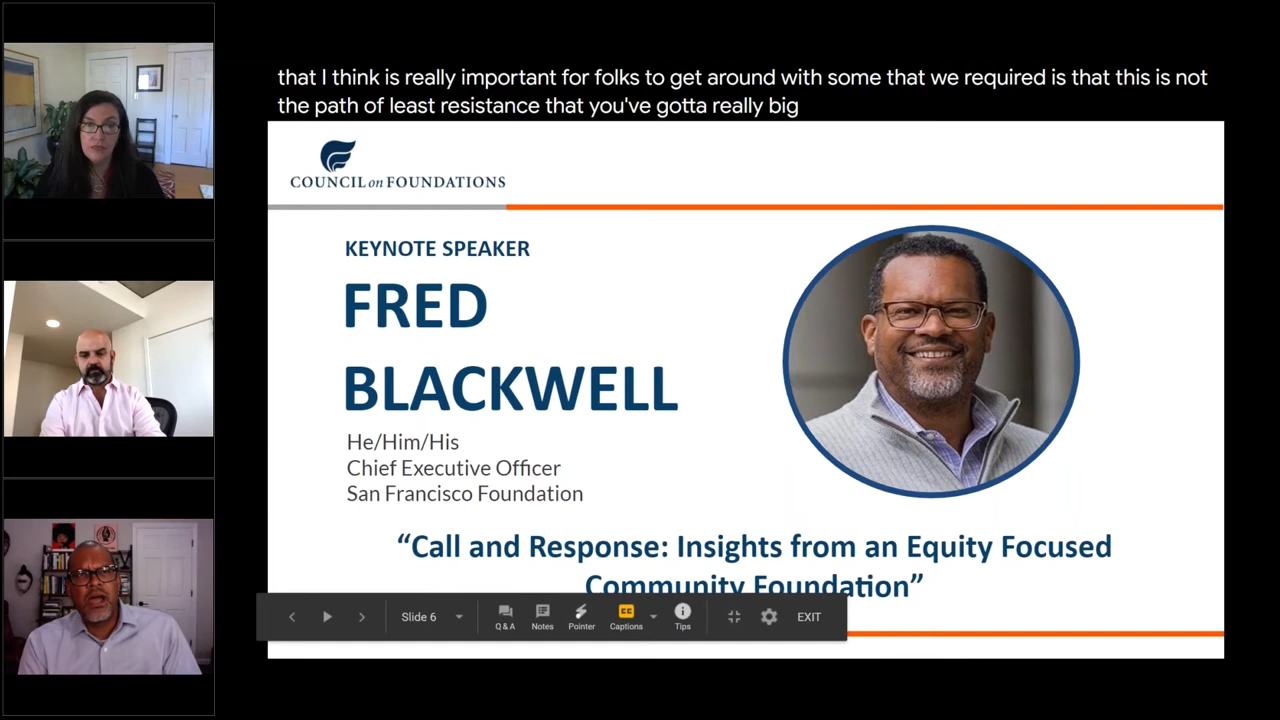 that I think is really important for folks to get around with some that we required is that this is not
the path of least resistance that you've gotta really big
COUNCIL on FOUNDATIONS
KEYNOTE SPEAKER
FRED
BLACKWELL
He/Him/His
Chief Executive Officer
San Francisco Foundation
“Call and Response: Insights from an Equity Focused
Community Foundation”
Slide 6
Q & A
Notes
Pointer
Captions
Tips
EXIT